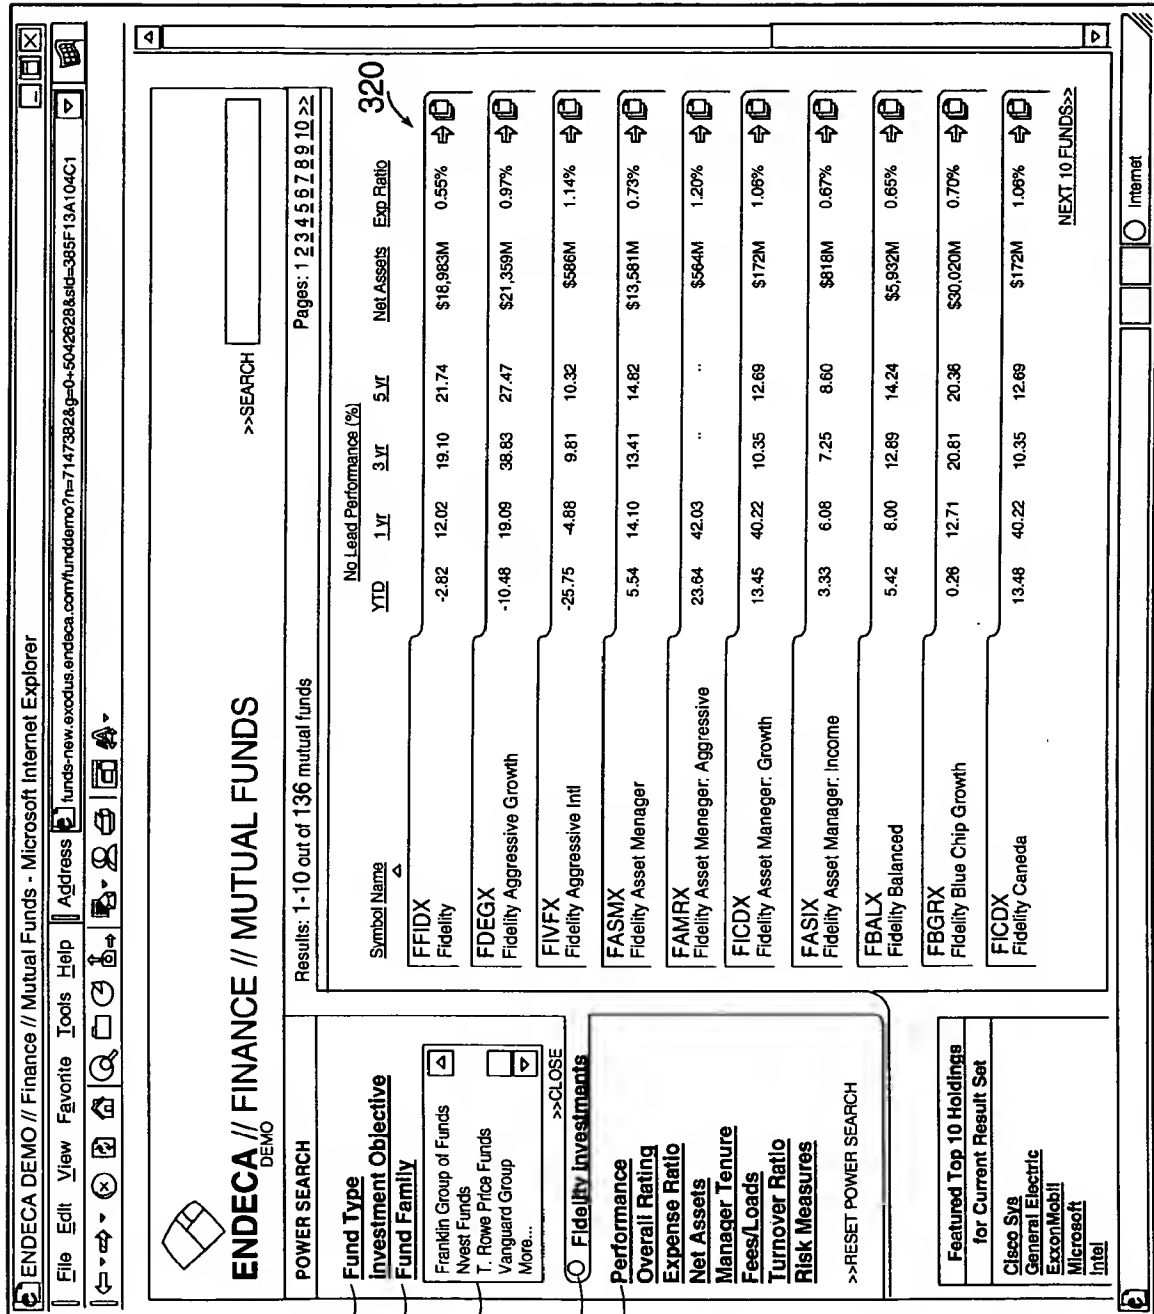 ENDECA DEMO // Finance // Mutual Funds - Microsoft Internet Explorer
File Edit View Favorite Tools Help Address funds-new.exodus.endeca.com/funddemo?n=7147382&g=0+5042628&sid=385F13A104C1
ENDECA // FINANCE // MUTUAL FUNDS
DEMO
>>SEARCH
POWER SEARCH
Results: 1-10 out of 136 mutual funds
Pages: 1 2 3 4 5 6 7 8 9 10 >>
Fund Type
investment Objective
Fund Family
Franklin Group of Funds
Nvest Funds
T. Rowe Price Funds
Vanguard Group
More...
>>CLOSE
Fidelity investments
Performance
Overall Rating
Expense Ratio
Net Assets
Manager Tenure
Fees/Loads
Turnover Ratio
Risk Measures
>>RESET POWER SEARCH
Featured Top 10 Holdings
for Current Result Set
Cisco Sys
General Electric
ExxonMobil
Microsoft
Intel
320
No Lead Performance (%)
Symbol Name YTD 1 yr 3 yr 5 yr Net Assets Exp Ratio
FFIDX
Fidelity -2.82 12.02 19.10 21.74 $18,983M 0.55%
FDEGX
Fidelity Aggressive Growth -10.48 19.09 38.83 27.47 $21,359M 0.97%
FIVFX
Fidelity Aggressive Intl -25.75 -4.88 9.81 10.32 $586M 1.14%
FASMX
Fidelity Asset Menager 5.54 14.10 13.41 14.82 $13,581M 0.73%
FAMRX
Fidelity Asset Meneger: Aggressive 23.64 42.03 .. .. $564M 1.20%
FICDX
Fidelity Asset Maneger: Growth 13.45 40.22 10.35 12.69 $172M 1.06%
FASIX
Fidelity Asset Manager: Income 3.33 6.08 7.25 8.60 $818M 0.67%
FBALX
Fidelity Balanced 5.42 8.00 12.89 14.24 $5,932M 0.65%
FBGRX
Fidelity Blue Chip Growth 0.26 12.71 20.81 20.38 $30,020M 0.70%
FICDX
Fidelity Caneda 13.48 40.22 10.35 12.69 $172M 1.06%
NEXT 10 FUNDS>>
Internet